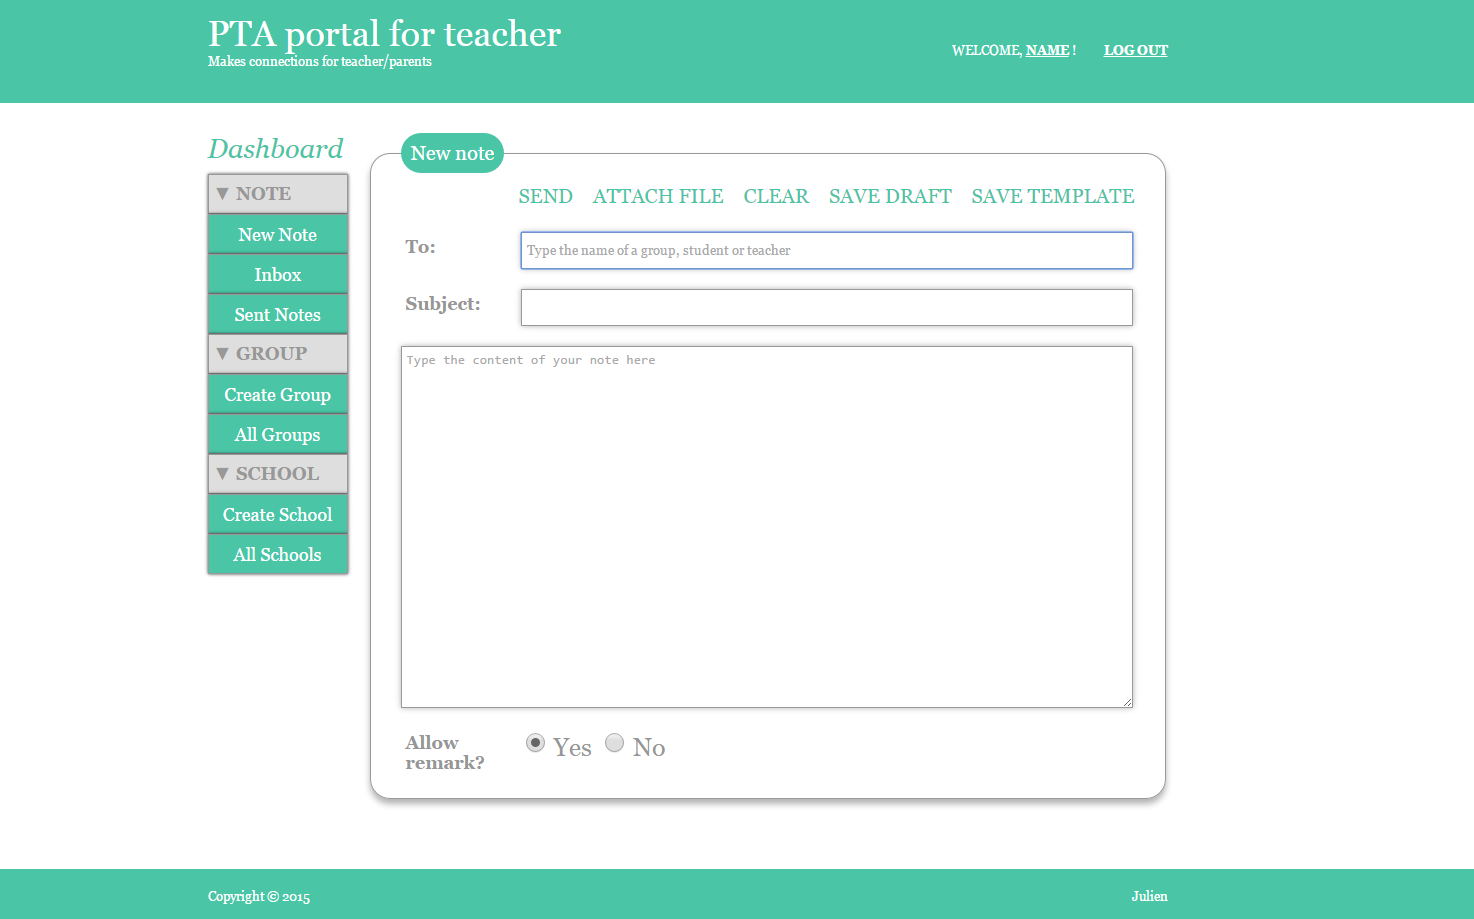 PTA portal for teacher
Makes connections for teacher/parents
WELCOME, NAME ! LOG OUT
Dashboard
▼ NOTE
New Note
Inbox
Sent Notes
▼ GROUP
Create Group
All Groups
▼ SCHOOL
Create School
All Schools
New note
SEND ATTACH FILE CLEAR SAVE DRAFT SAVE TEMPLATE
To: Type the name of a group, student or teacher
Subject:
Type the content of your note here
Allow
remark?
Yes No
Copyright © 2015
Julien